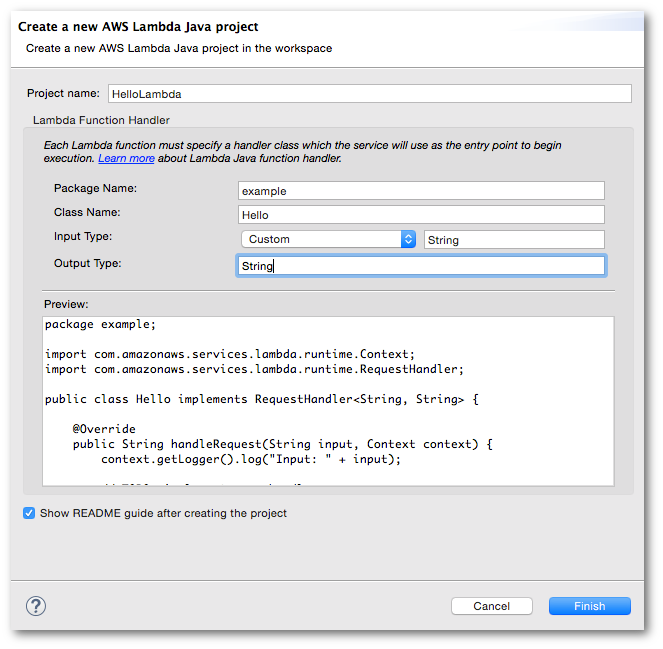 Create a new AWS Lambda Java project
Create a new AWS Lambda Java project in the workspace
Project name: HelloLambda
Lambda Function Handler
Each Lambda function must specify a handler class which the service will use as the entry point to begin
execution. Learn more about Lambda Java function handler.
Package Name: example
Class Name: Hello
Input Type: Custom String
Output Type: String
Preview:
package example;
import com.amazonaws.services.lambda.runtime.Context;
import com.amazonaws.services.lambda.runtime.RequestHandler;
public class Hello implements RequestHandler<String, String> {
@Override
public String handleRequest(String input, Context context) {
context.getLogger().log("Input: " + input);
Show README guide after creating the project
? Cancel Finish